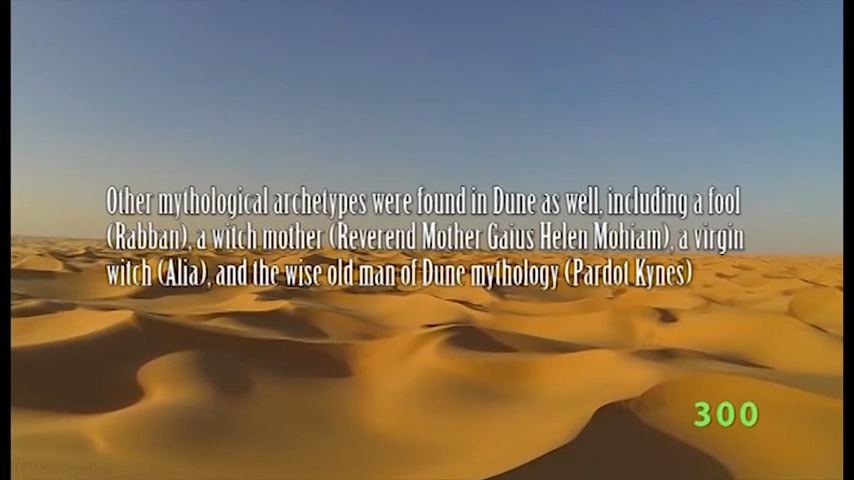 Other mythological archetypes were found in Dune as well, including a fool
(Rabban), a witch mother (Reverend Mother Gaius Helen Mohiam), a virgin
witch (Alia), and the wise old man of Dune mythology (Pardot Kynes)
300